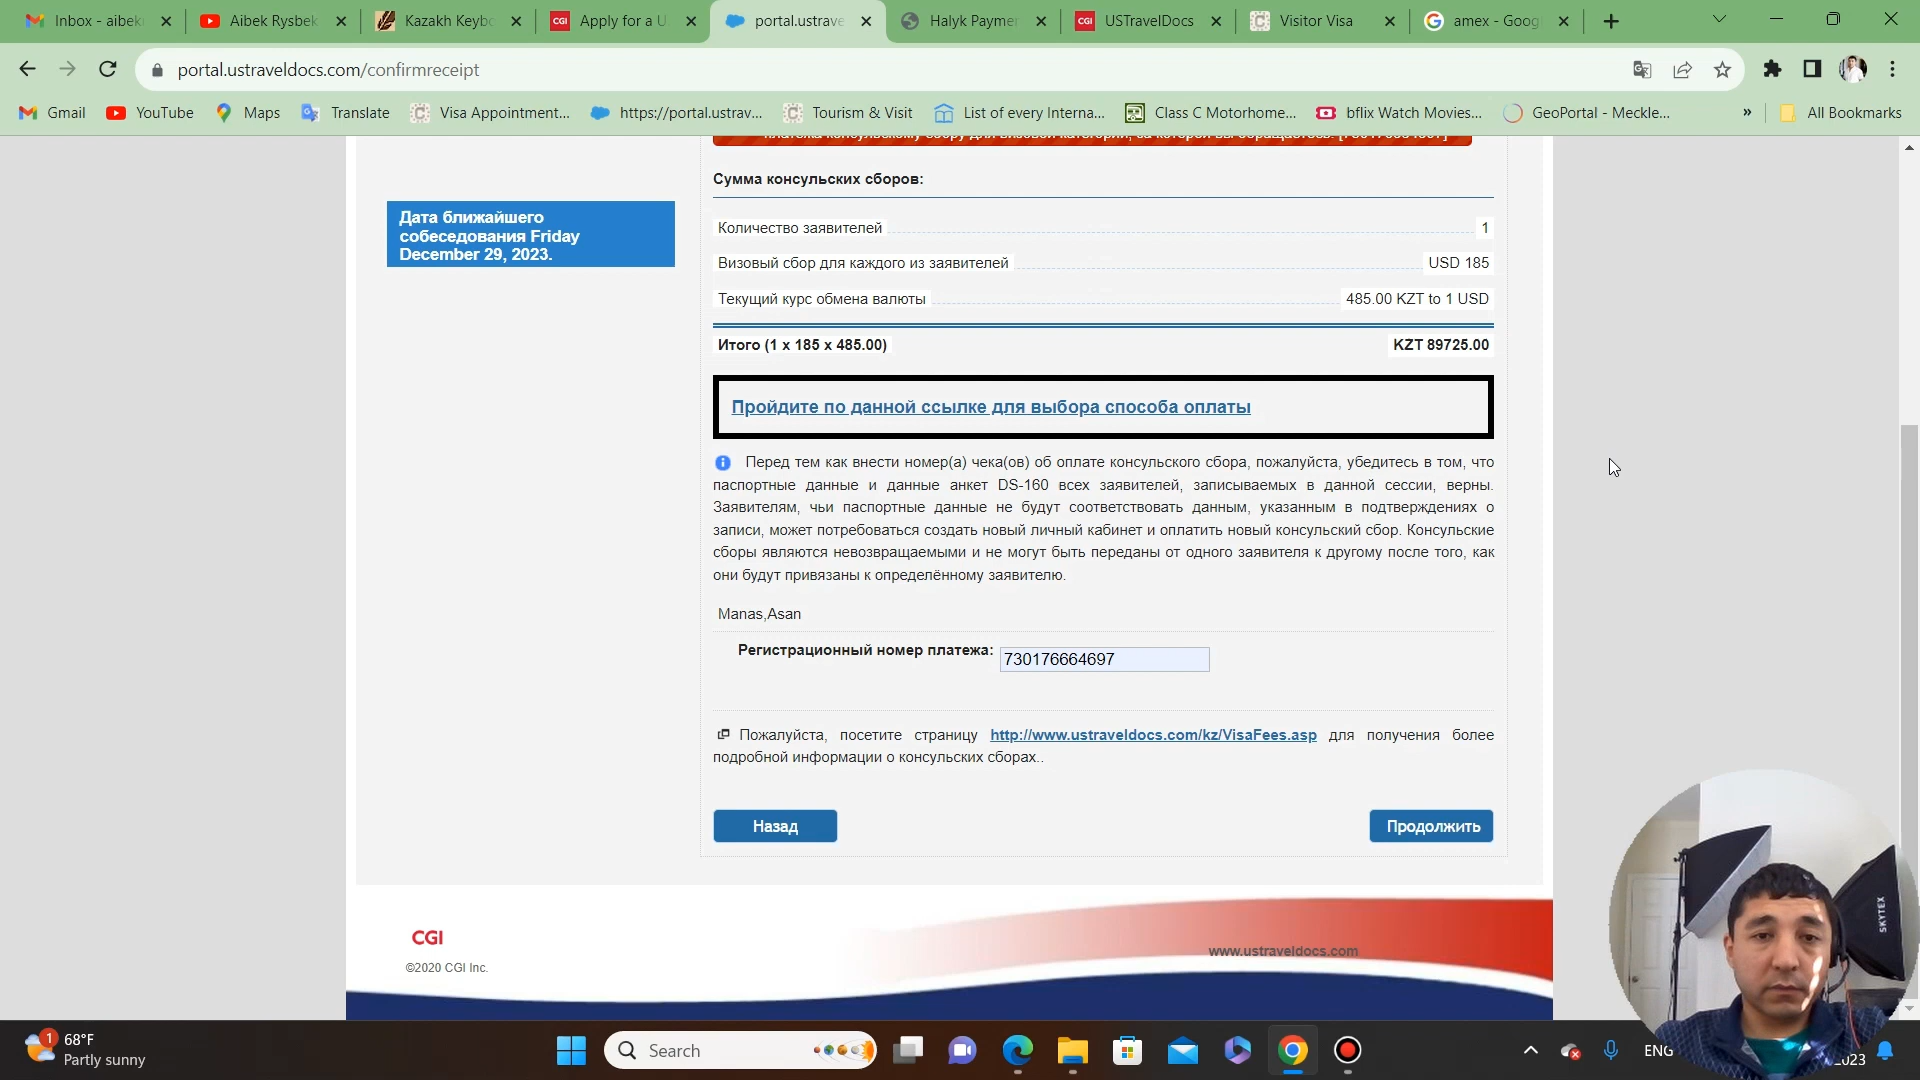 Inbox - aibek
Aibek Rysbek
Kazakh Keybo
Apply for a U
portal.ustrave
Halyk Paymen
USTravelDocs
Visitor Visa
amex - Goog
portal.ustraveldocs.com/confirmreceipt
Gmail
YouTube
Maps
Translate
Visa Appointment...
https://portal.ustrav...
Tourism & Visit
List of every Interna...
Class C Motorhome...
bflix Watch Movies...
GeoPortal - Meckle...
»
All Bookmarks
Дата ближайшего
собеседования Friday
December 29, 2023.
Сумма консульских сборов:
Количество заявителей 1
Визовый сбор для каждого из заявителей USD 185
Текущий курс обмена валюты 485.00 KZT to 1 USD
Итого (1 x 185 x 485.00) KZT 89725.00
Пройдите по данной ссылке для выбора способа оплаты
Перед тем как внести номер(а) чека(ов) об оплате консульского сбора, пожалуйста, убедитесь в том, что
паспортные данные и данные анкет DS-160 всех заявителей, записываемых в данной сессии, верны.
Заявителям, чьи паспортные данные не будут соответствовать данным, указанным в подтверждениях о
записи, может потребоваться создать новый личный кабинет и оплатить новый консульский сбор. Консульские
сборы являются невозвращаемыми и не могут быть переданы от одного заявителя к другому после того, как
они будут привязаны к определённому заявителю.
Manas,Asan
Регистрационный номер платежа: 730176664697
Пожалуйста, посетите страницу http://www.ustraveldocs.com/kz/VisaFees.asp для получения более
подробной информации о консульских сборах..
Назад
Продолжить
CGI
©2020 CGI Inc.
www.ustraveldocs.com
SKYTEX
1
68°F
Partly sunny
Search
ENG
2023